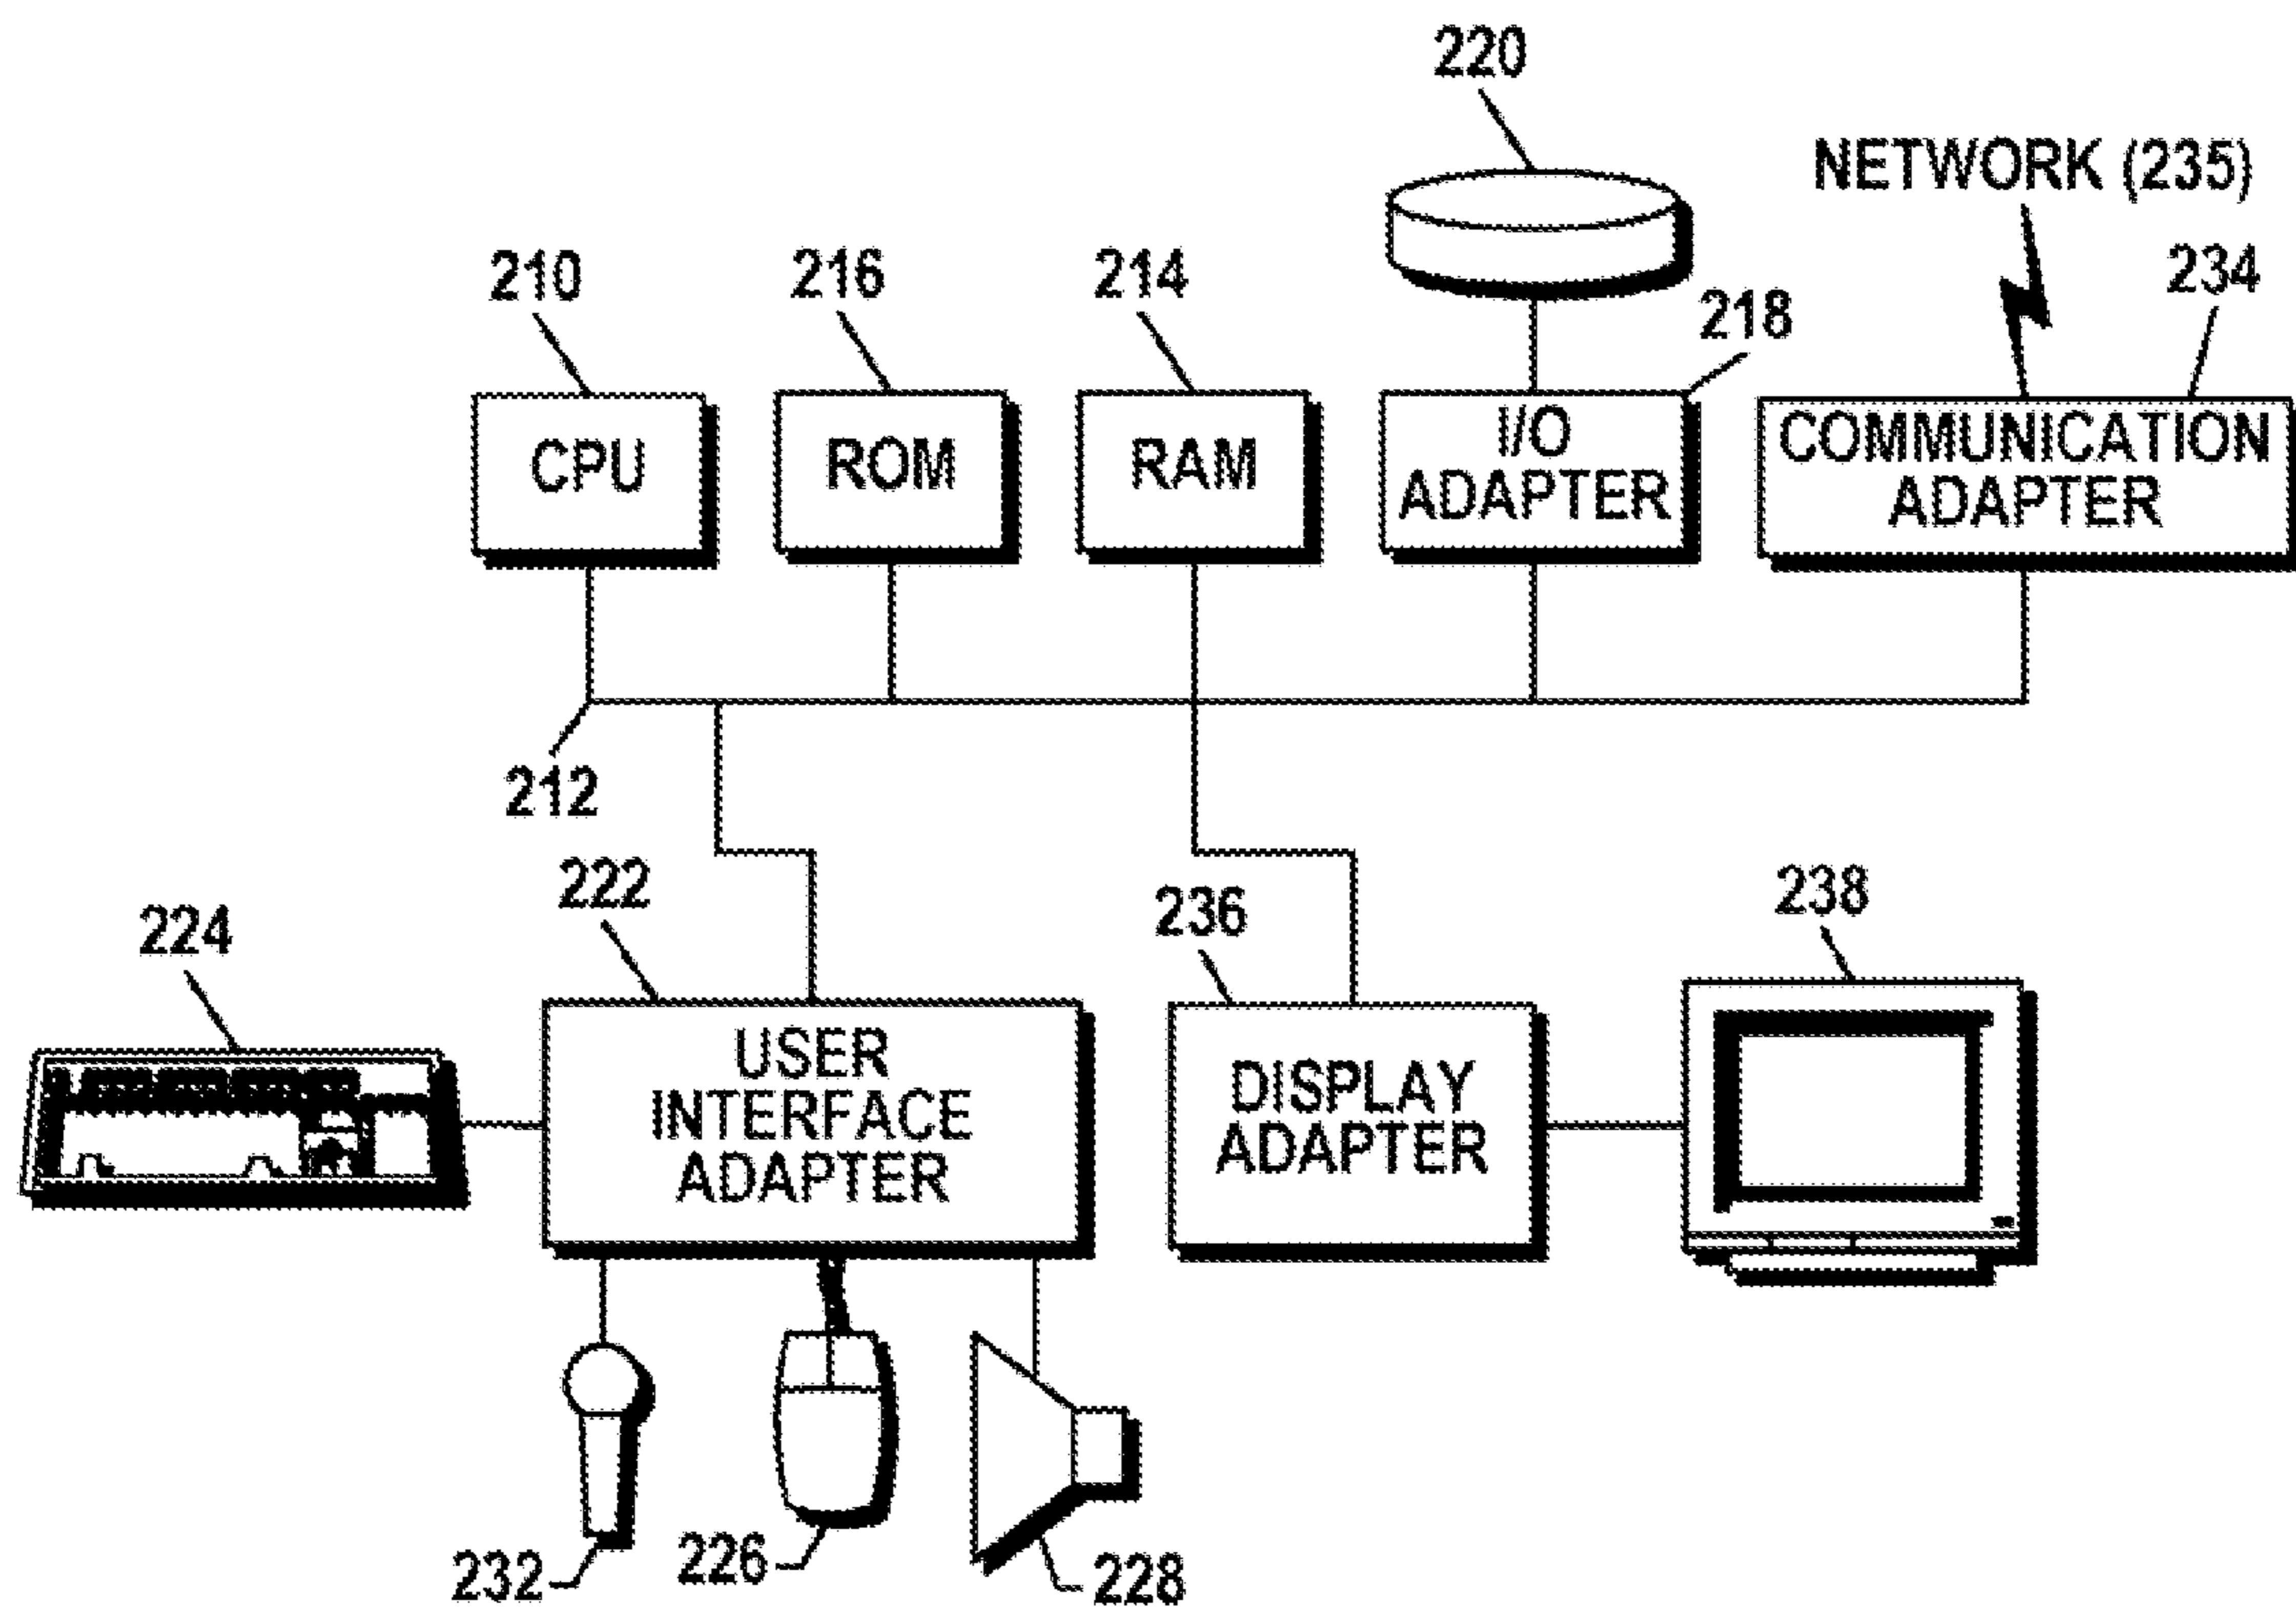 220
NETWORK (235)
210
216
214
218
234
CPU
ROM
RAM
I/O
ADAPTER
COMMUNICATION
ADAPTER
212
222
224
236
238
USER
INTERFACE
ADAPTER
DISPLAY
ADAPTER
232
226
228